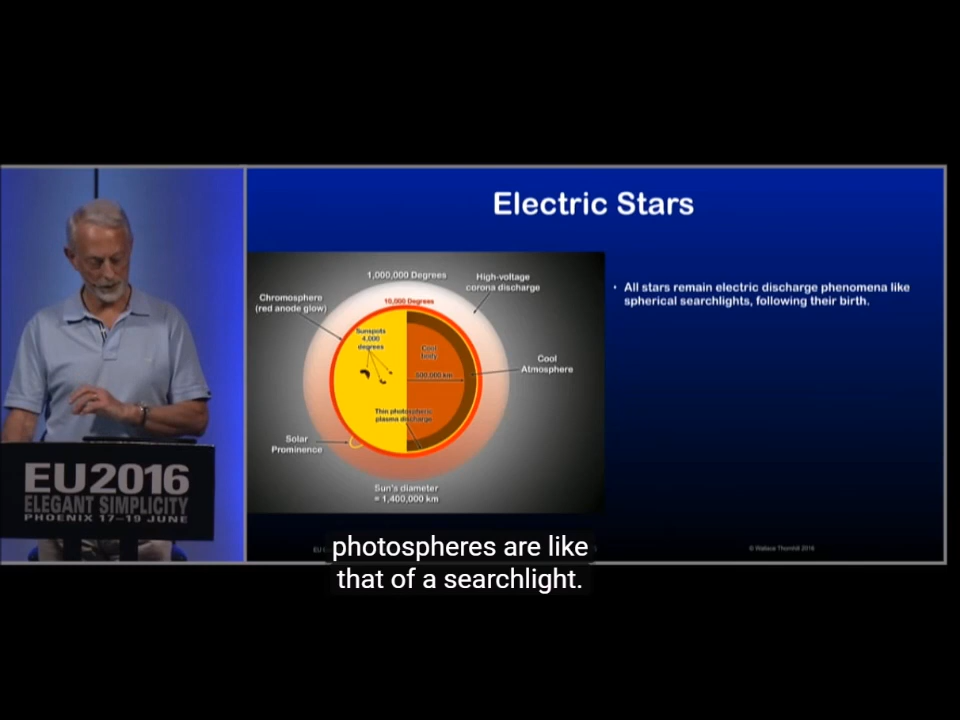 Electric Stars
1,000,000 Degrees
High-voltage
corona discharge
Chromosphere
(red anode glow)
10,000 Degrees
Sunspots
4,000
degrees
Cool
body
500,000 km
Cool
Atmosphere
Thin photospheric
plasma discharge
Solar
Prominence
Sun's diameter
= 1,400,000 km
• All stars remain electric discharge phenomena like
spherical searchlights, following their birth.
EU2016
ELEGANT SIMPLICITY
PHOENIX 17–19 JUNE
© Wallace Thornhill 2016
photospheres are like
that of a searchlight.